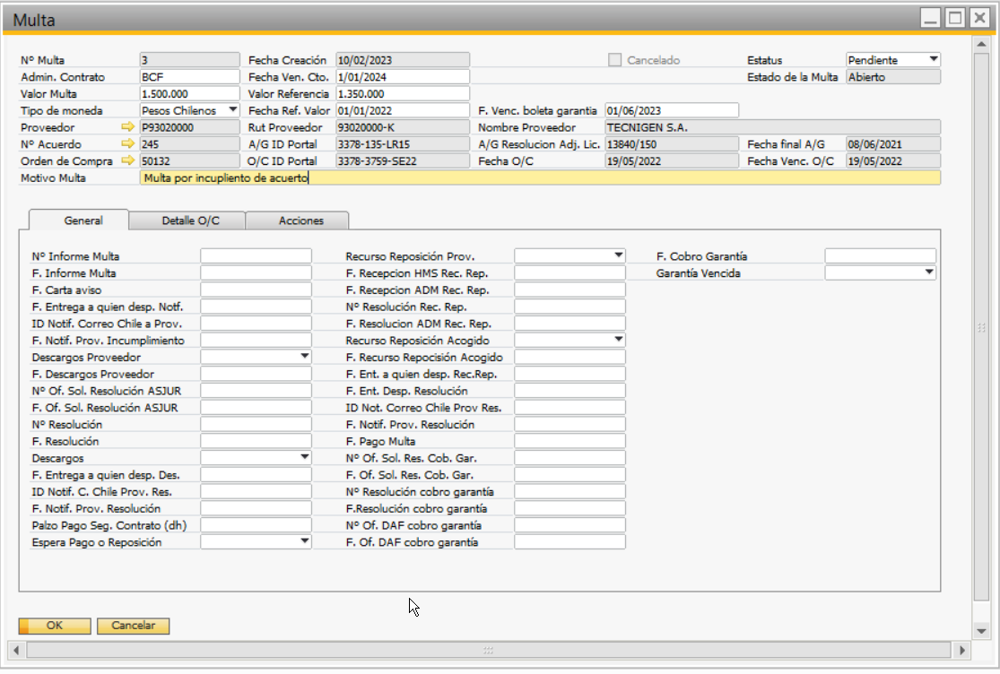 Multa
Nº Multa 3 Fecha Creación 10/02/2023 Cancelado Estatus Pendiente
Admin. Contrato BCF Fecha Ven. Cto. 1/01/2024 Estado de la Multa Abierto
Valor Multa 1.500.000 Valor Referencia 1.350.000
Tipo de moneda Pesos Chilenos Fecha Ref. Valor 01/01/2022 F. Venc. boleta garantia 01/06/2023
Proveedor P93020000 Rut Proveedor 93020000-K Nombre Proveedor TECNIGEN S.A.
Nº Acuerdo 245 A/G ID Portal 3378-135-LR15 A/G Resolucion Adj. Lic. 13840/150 Fecha final A/G 08/06/2021
Orden de Compra 50132 O/C ID Portal 3378-3759-SE22 Fecha O/C 19/05/2022 Fecha Venc. O/C 19/05/2022
Motivo Multa Multa por incupliento de acuerto
General Detalle O/C Acciones
Nº Informe Multa Recurso Reposición Prov. F. Cobro Garantía
F. Informe Multa F. Recepcion HMS Rec. Rep. Garantía Vencida
F. Carta aviso F. Recepcion ADM Rec. Rep.
F. Entrega a quien desp. Notf. Nº Resolución Rec. Rep.
ID Notif. Correo Chile a Prov. F. Resolucion ADM Rec. Rep.
F. Notif. Prov. Incumplimiento Recurso Reposición Acogido
Descargos Proveedor F. Recurso Repocisión Acogido
F. Descargos Proveedor F. Ent. a quien desp. Rec.Rep.
Nº Of. Sol. Resolución ASJUR F. Ent. Desp. Resolución
F. Of. Sol. Resolución ASJUR ID Not. Correo Chile Prov Res.
Nº Resolución F. Notif. Prov. Resolución
F. Resolución F. Pago Multa
Descargos Nº Of. Sol. Res. Cob. Gar.
F. Entrega a quien desp. Des. F. Of. Sol. Res. Cob. Gar.
ID Notif. C. Chile Prov. Res. Nº Resolución cobro garantía
F. Notif. Prov. Resolución F.Resolución cobro garantía
Palzo Pago Seg. Contrato (dh) Nº Of. DAF cobro garantía
Espera Pago o Reposición F. Of. DAF cobro garantía
OK Cancelar